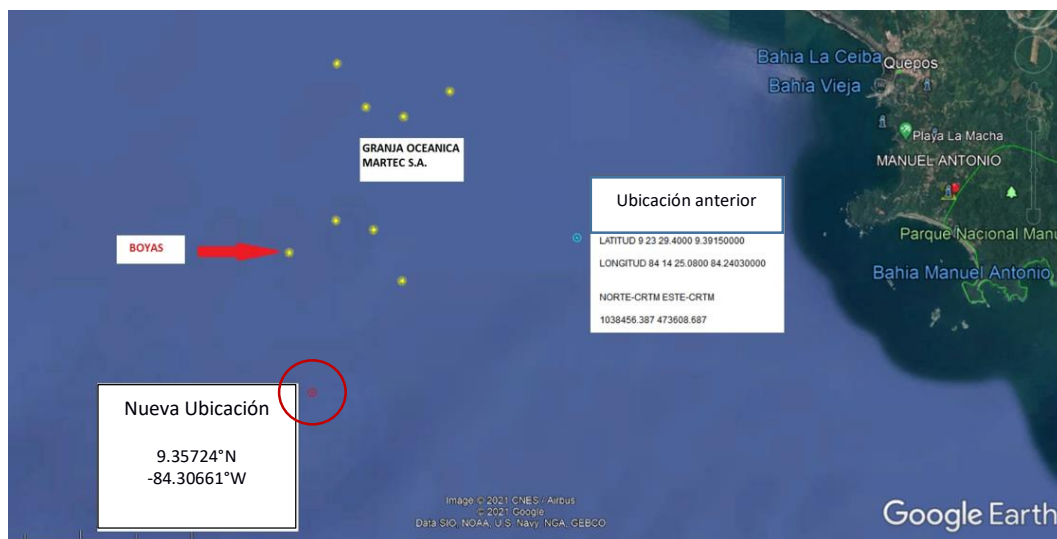 Bahia La Ceiba
Quepos
Bahia Vieja
Playa La Macha
MANUEL ANTONIO
GRANJA OCEANICA
MARTEC S.A.
Ubicación anterior
LATITUD 9 23 29.4000 9.39150000
LONGITUD 84 14 25.0800 84.24030000
NORTE-CRTM ESTE-CRTM
1038456.387 473608.687
BOYAS
Parque Nacional Manu
Bahia Manuel Antonio
Nueva Ubicación
9.35724°N
-84.30661°W
Image © 2021 CNES / Airbus
© 2021 Google
Data SIO, NOAA, U.S. Navy, NGA, GEBCO
Google Earth